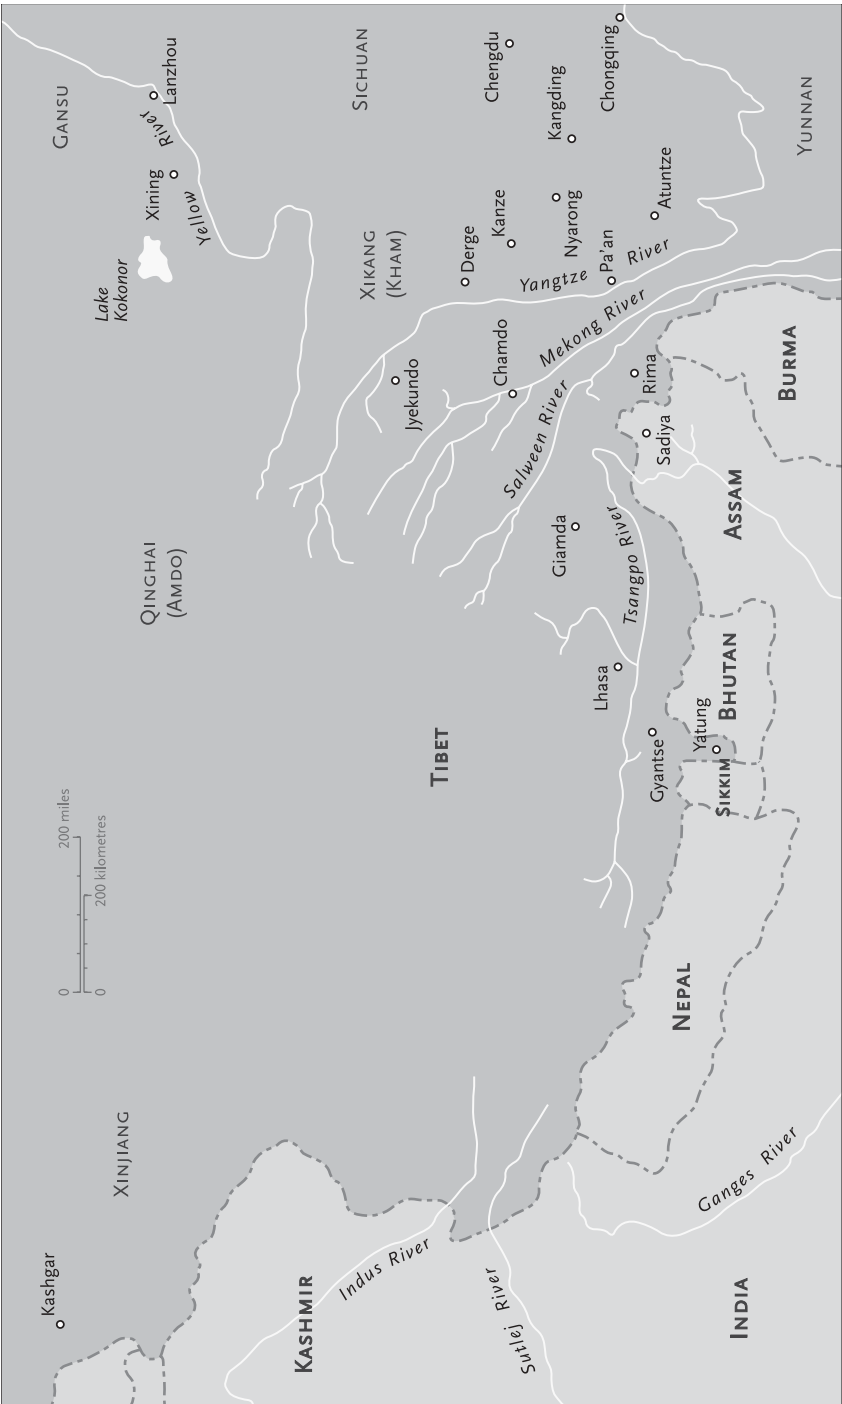 Kashgar
XINJIANG
0
200 miles
0
200 kilometres
QINGHAI
(AMDO)
Lake
Kokonor
Xining
Yellow
River
Lanzhou
GANSU
SICHUAN
XIKANG
(KHAM)
KASHMIR
Indus River
Sutlej River
TIBET
Jyekundo
Chamdo
Derge
Kanze
Chengdu
Kangding
Nyarong
Chongqing
Pa'an
Atuntze
YUNNAN
Yangtze
River
Mekong River
Salween River
Giamda
Tsangpo River
Rima
Sadiya
Lhasa
Gyantse
Yatung
SIKKIM
BHUTAN
ASSAM
BURMA
NEPAL
Ganges River
INDIA